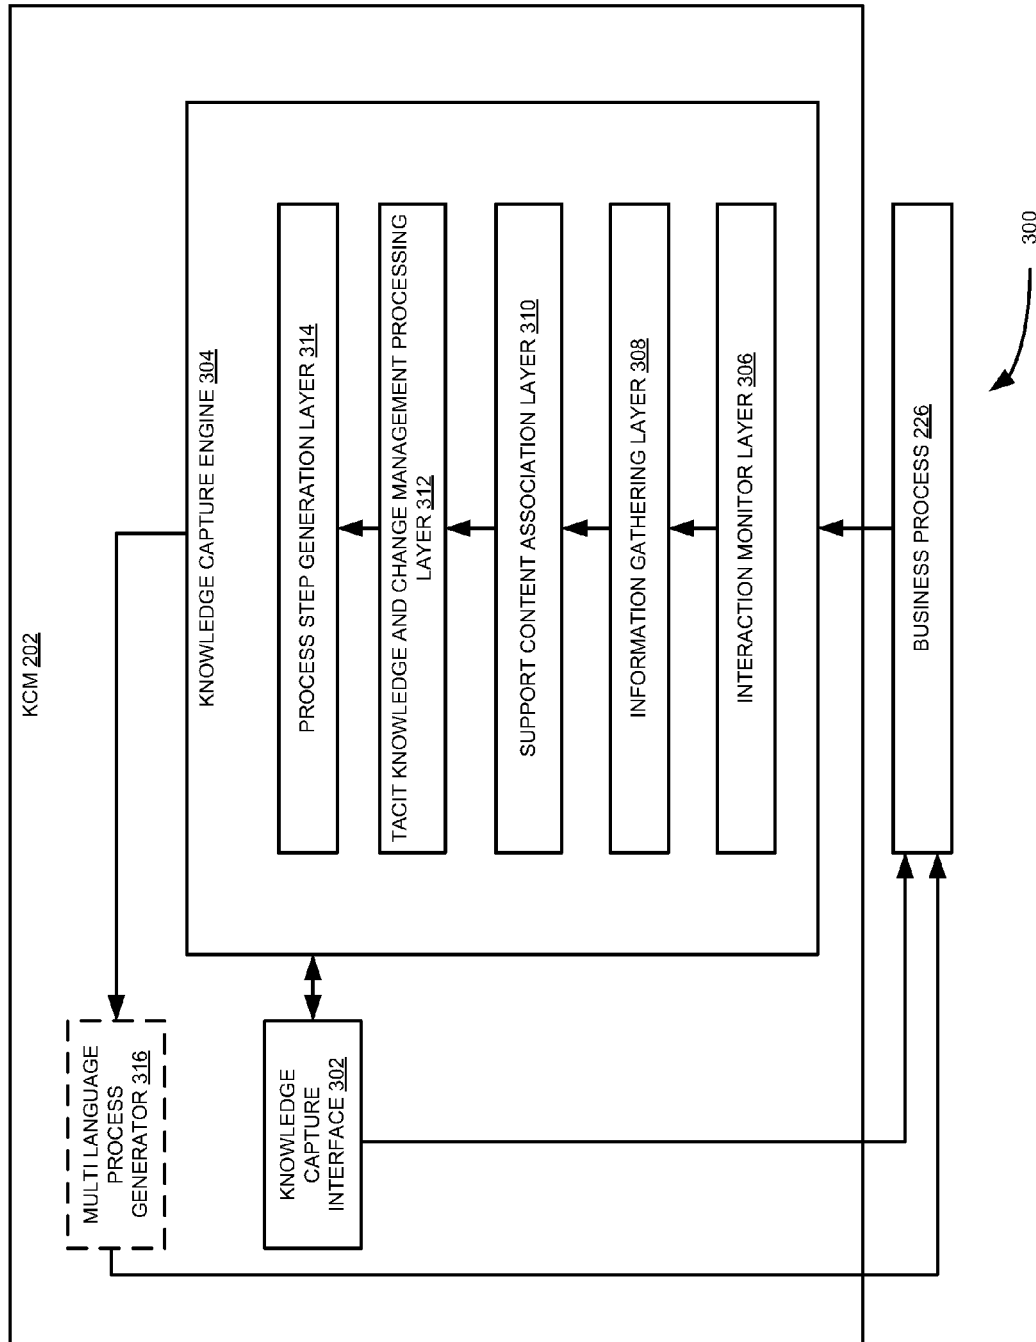 KCM 202
KNOWLEDGE CAPTURE ENGINE 304
PROCESS STEP GENERATION LAYER 314
TACIT KNOWLEDGE AND CHANGE MANAGEMENT PROCESSING
LAYER 312
SUPPORT CONTENT ASSOCIATION LAYER 310
INFORMATION GATHERING LAYER 308
INTERACTION MONITOR LAYER 306
MULTI LANGUAGE
PROCESS
GENERATOR 316
KNOWLEDGE
CAPTURE
INTERFACE 302
BUSINESS PROCESS 226
300